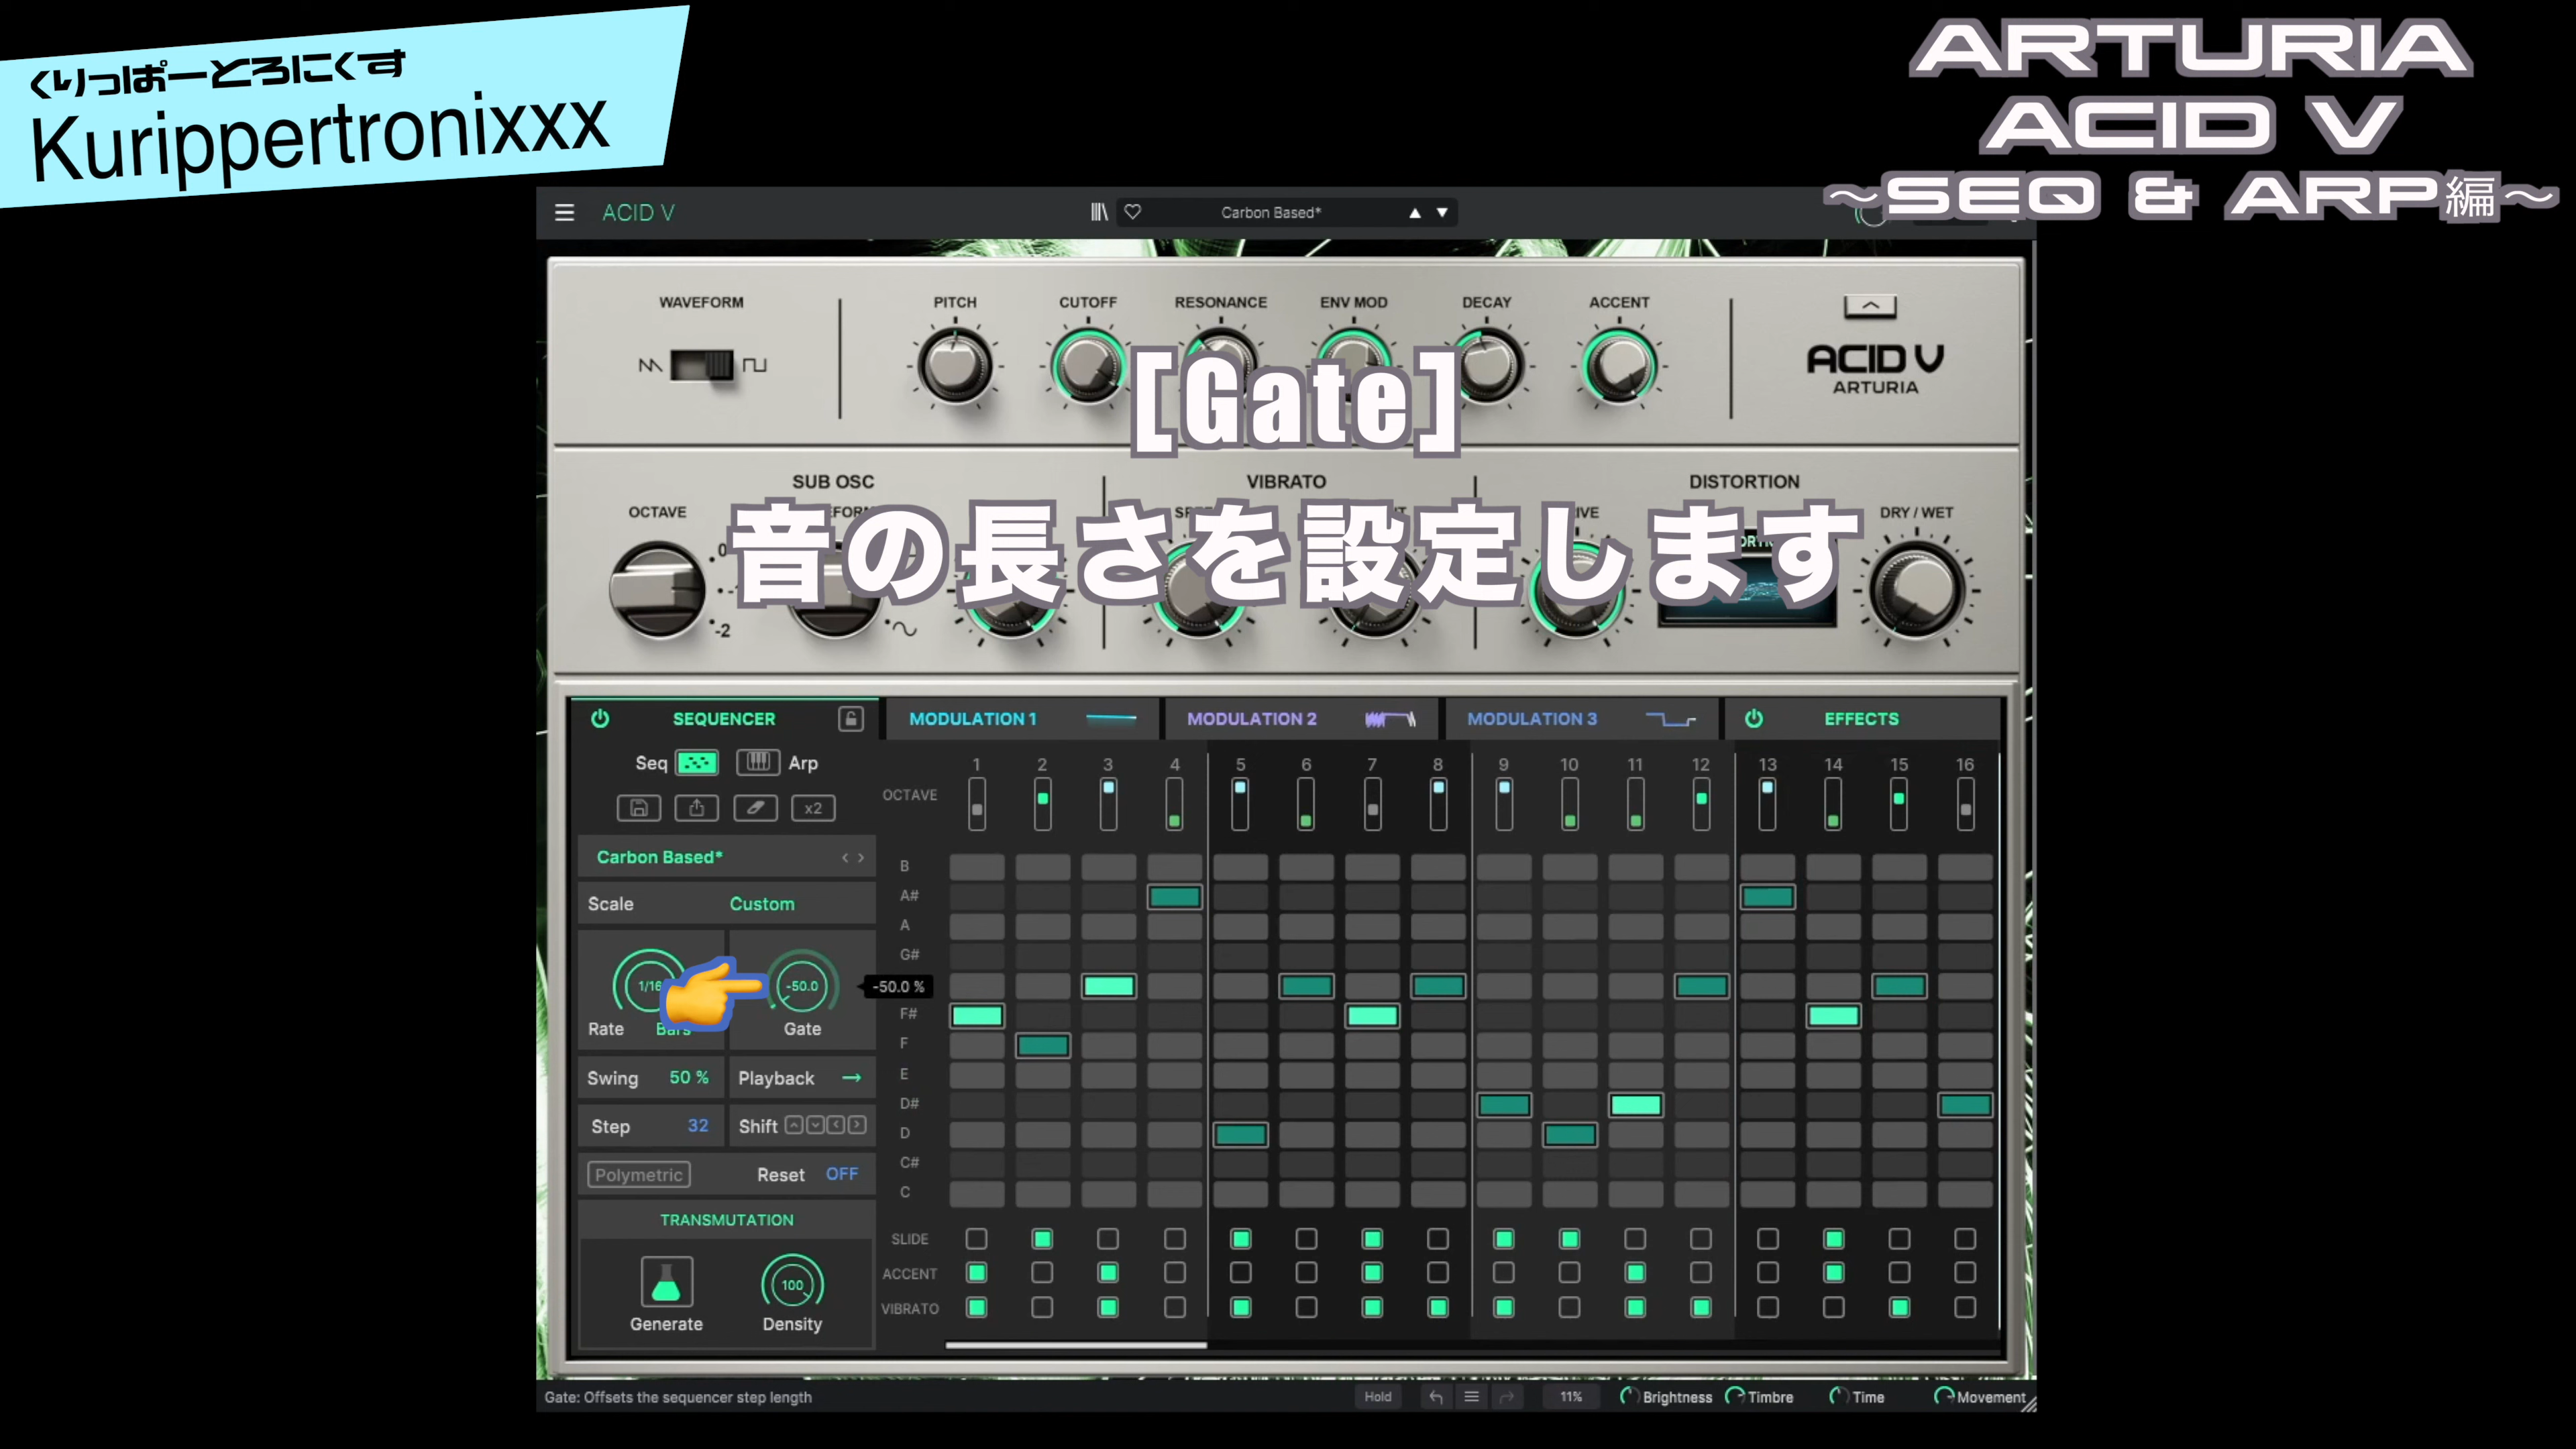 くりっぱーとろにくす
Kurippertronixxx
ARTURIA
ACID V
～SEQ & ARP編～
ACID V
Carbon Based*
WAVEFORM
PITCH
CUTOFF
RESONANCE
ENV MOD
DECAY
ACCENT
ACID V
ARTURIA
[Gate]
音の長さを設定します
SUB OSC
VIBRATO
DISTORTION
OCTAVE
DRY / WET
0
-2
SEQUENCER
MODULATION 1
MODULATION 2
MODULATION 3
EFFECTS
Seq
Arp
x2
1 2 3 4 5 6 7 8 9 10 11 12 13 14 15 16
OCTAVE
Carbon Based*
Scale Custom
1/16
-50.0
-50.0 %
Rate
Bars
Gate
Swing 50 %
Playback
Step 32
Shift
Polymetric
Reset OFF
TRANSMUTATION
100
Generate
Density
B
A#
A
G#
F#
F
E
D#
D
C#
C
SLIDE
ACCENT
VIBRATO
Gate: Offsets the sequencer step length
Hold
11%
Brightness
Timbre
Time
Movement